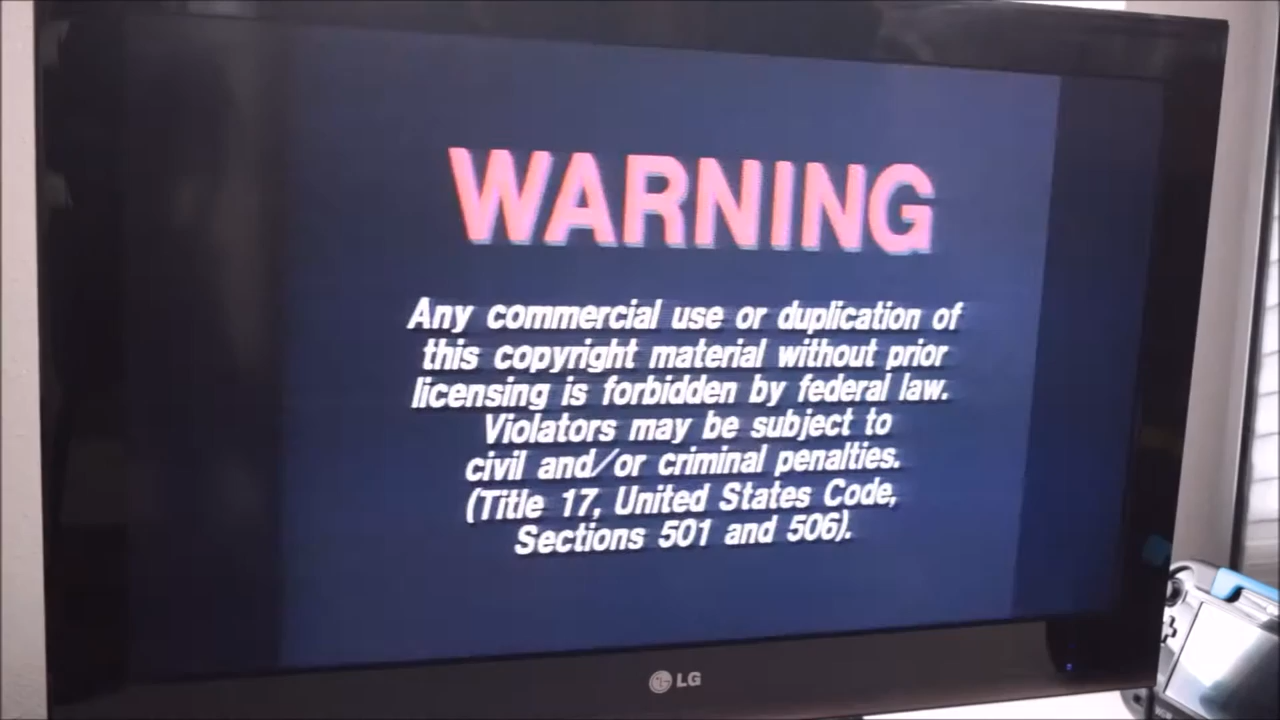 WARNING
Any commercial use or duplication of
this copyright material without prior
licensing is forbidden by federal law.
Violators may be subject to
civil and/or criminal penalties.
(Title 17, United States Code,
Sections 501 and 506).
LG